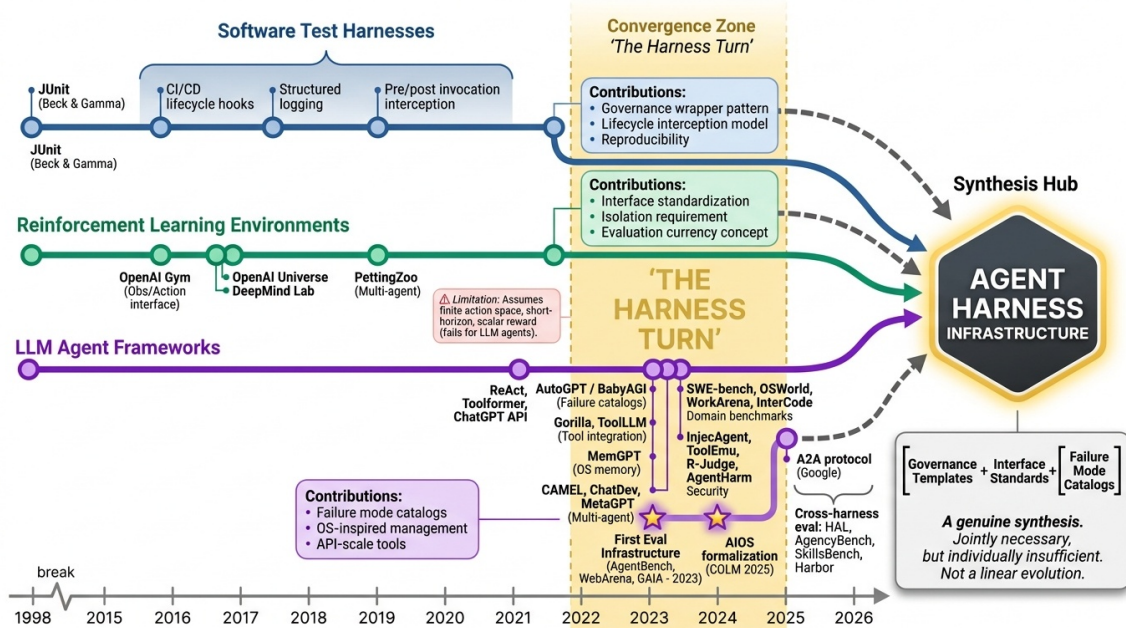 Software Test Harnesses
JUnit
(Beck & Gamma)
CI/CD
lifecycle hooks
Structured
logging
Pre/post invocation
interception
JUnit
(Beck & Gamma)
Convergence Zone
'The Harness Turn'
Contributions:
• Governance wrapper pattern
• Lifecycle interception model
• Reproducibility
Reinforcement Learning Environments
OpenAI Gym
(Obs/Action
interface)
OpenAI Universe
DeepMind Lab
PettingZoo
(Multi-agent)
Contributions:
• Interface standardization
• Isolation requirement
• Evaluation currency concept
⚠ Limitation: Assumes
finite action space, short-
horizon, scalar reward
(fails for LLM agents).
'THE
HARNESS
TURN'
LLM Agent Frameworks
ReAct,
Toolformer,
ChatGPT API
AutoGPT / BabyAGI
(Failure catalogs)
Gorilla, ToolLLM
(Tool integration)
MemGPT
(OS memory)
CAMEL, ChatDev,
MetaGPT
(Multi-agent)
SWE-bench, OSWorld,
WorkArena, InterCode
Domain benchmarks
InjecAgent,
ToolEmu,
R-Judge,
AgentHarm
Security
Contributions:
• Failure mode catalogs
• OS-inspired management
• API-scale tools
First Eval
Infrastructure
(AgentBench,
WebArena, GAIA - 2023)
AIOS
formalization
(COLM 2025)
A2A protocol
(Google)
Cross-harness
eval: HAL,
AgencyBench,
SkillsBench,
Harbor
Synthesis Hub
AGENT
HARNESS
INFRASTRUCTURE
[Governance Templates] + Interface Standards + [Failure Mode Catalogs]
A genuine synthesis.
Jointly necessary,
but individually insufficient.
Not a linear evolution.
break
1998 2015 2016 2017 2018 2019 2020 2021 2022 2023 2024 2025 2026